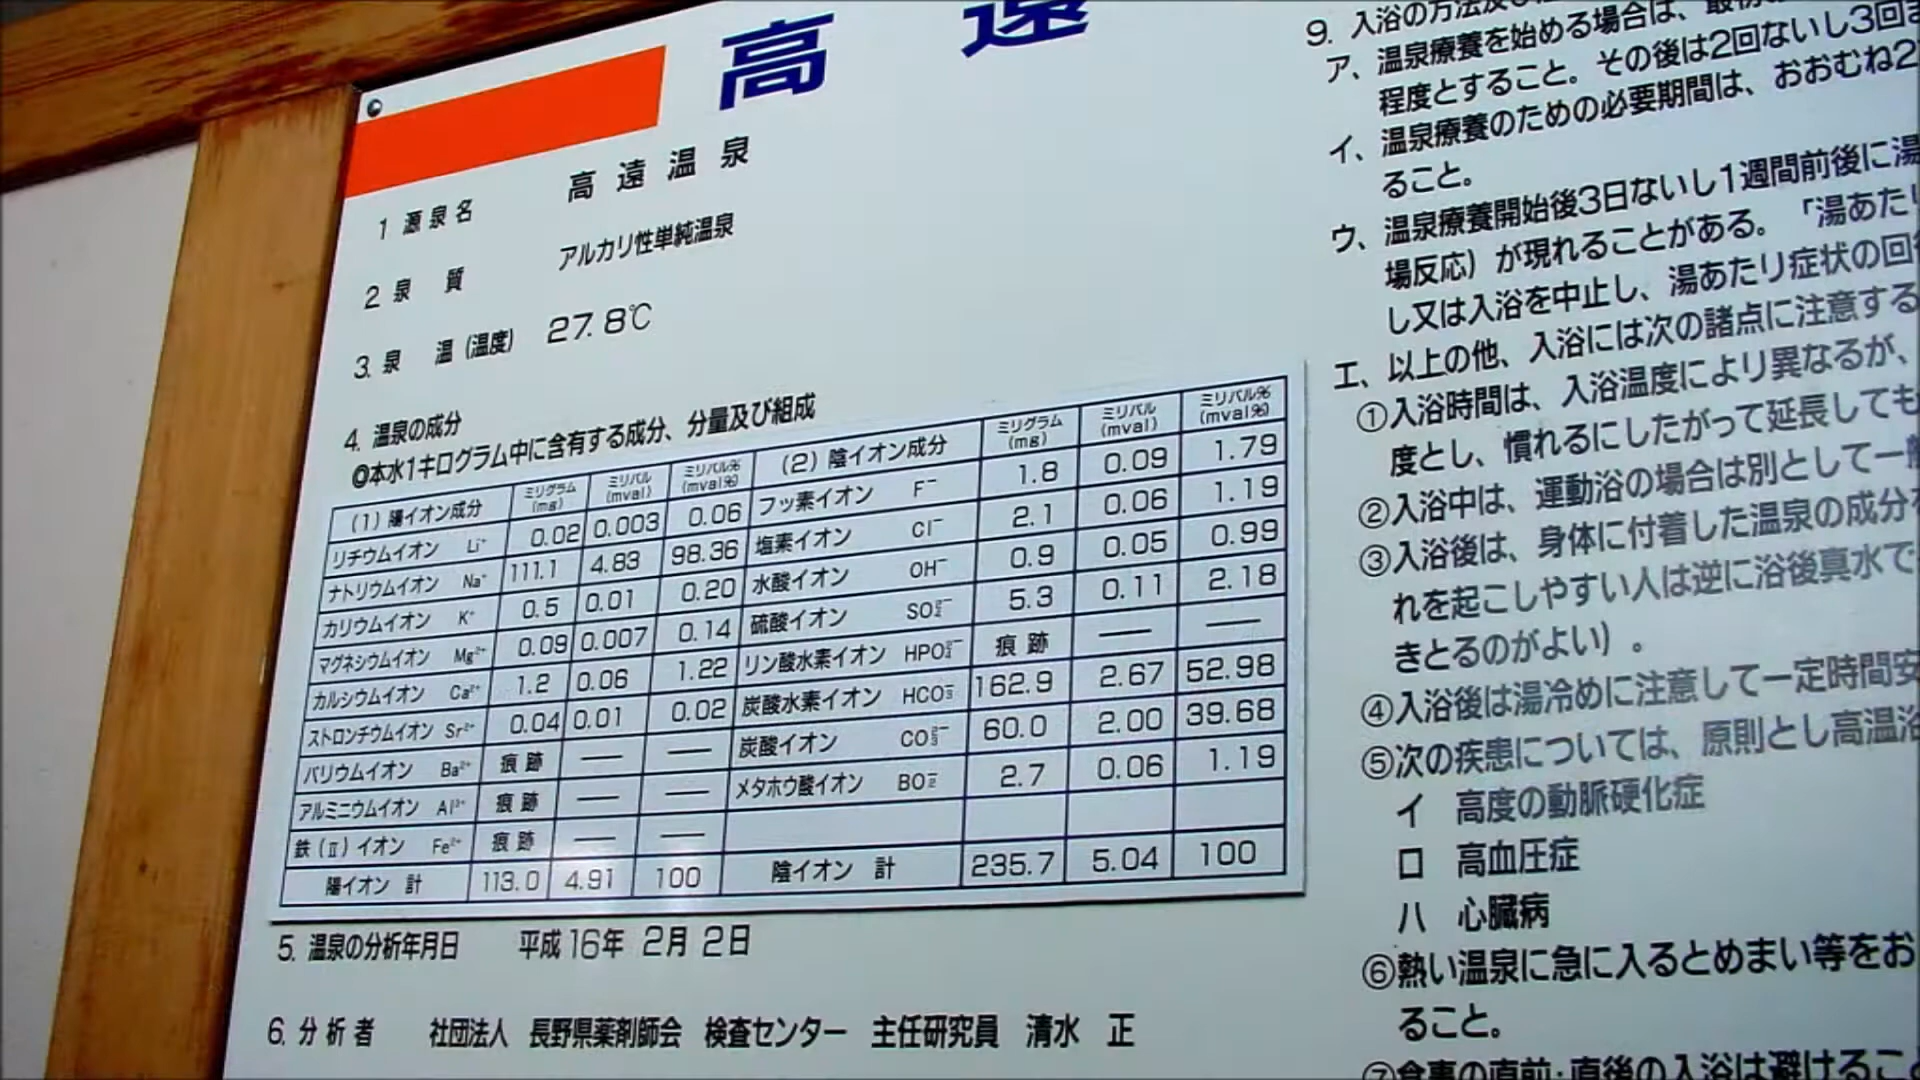 高遠
1 源泉名 高遠温泉
2 泉質 アルカリ性単純温泉
3. 泉温(温度) 27.8℃
4. 温泉の成分
◎本水1キログラム中に含有する成分、分量及び組成
(1)陽イオン成分 ミリグラム(mg) ミリバル(mval) ミリバル%(mval%)
リチウムイオン Li⁺ 0.02 0.003 0.06
ナトリウムイオン Na⁺ 111.1 4.83 98.36
カリウムイオン K⁺ 0.5 0.01 0.20
マグネシウムイオン Mg²⁺ 0.09 0.007 0.14
カルシウムイオン Ca²⁺ 1.2 0.06 1.22
ストロンチウムイオン Sr²⁺ 0.04 0.01 0.02
バリウムイオン Ba²⁺ 痕跡 — —
アルミニウムイオン Al³⁺ 痕跡 — —
鉄(Ⅱ)イオン Fe²⁺ 痕跡 — —
陽イオン 計 113.0 4.91 100
(2)陰イオン成分 ミリグラム(mg) ミリバル(mval) ミリバル%(mval%)
フッ素イオン F⁻ 1.8 0.09 1.79
塩素イオン Cl⁻ 2.1 0.06 1.19
水酸イオン OH⁻ 0.9 0.05 0.99
硫酸イオン SO₄²⁻ 5.3 0.11 2.18
リン酸水素イオン HPO₄²⁻ 痕跡 — —
炭酸水素イオン HCO₃⁻ 162.9 2.67 52.98
炭酸イオン CO₃²⁻ 60.0 2.00 39.68
メタホウ酸イオン BO₂⁻ 2.7 0.06 1.19
陰イオン 計 235.7 5.04 100
5. 温泉の分析年月日 平成16年 2月 2日
6. 分析者 社団法人 長野県薬剤師会 検査センター 主任研究員 清水 正
9. 入浴の方法及び
ア、温泉療養を始める場合は、最初
程度とすること。その後は2回ないし3回
イ、温泉療養のための必要期間は、おおむね2
ること。
ウ、温泉療養開始後3日ないし1週間前後に湯
場反応)が現れることがある。「湯あたり
し又は入浴を中止し、湯あたり症状の回
エ、以上の他、入浴には次の諸点に注意する
①入浴時間は、入浴温度により異なるが、
度とし、慣れるにしたがって延長しても
②入浴中は、運動浴の場合は別として一般
③入浴後は、身体に付着した温泉の成分を
れを起こしやすい人は逆に浴後真水で
きとるのがよい)。
④入浴後は湯冷めに注意して一定時間安
⑤次の疾患については、原則とし高温浴
イ 高度の動脈硬化症
ロ 高血圧症
ハ 心臓病
⑥熱い温泉に急に入るとめまい等をお
ること。
⑦食事の直前・直後の入浴は避けるこ